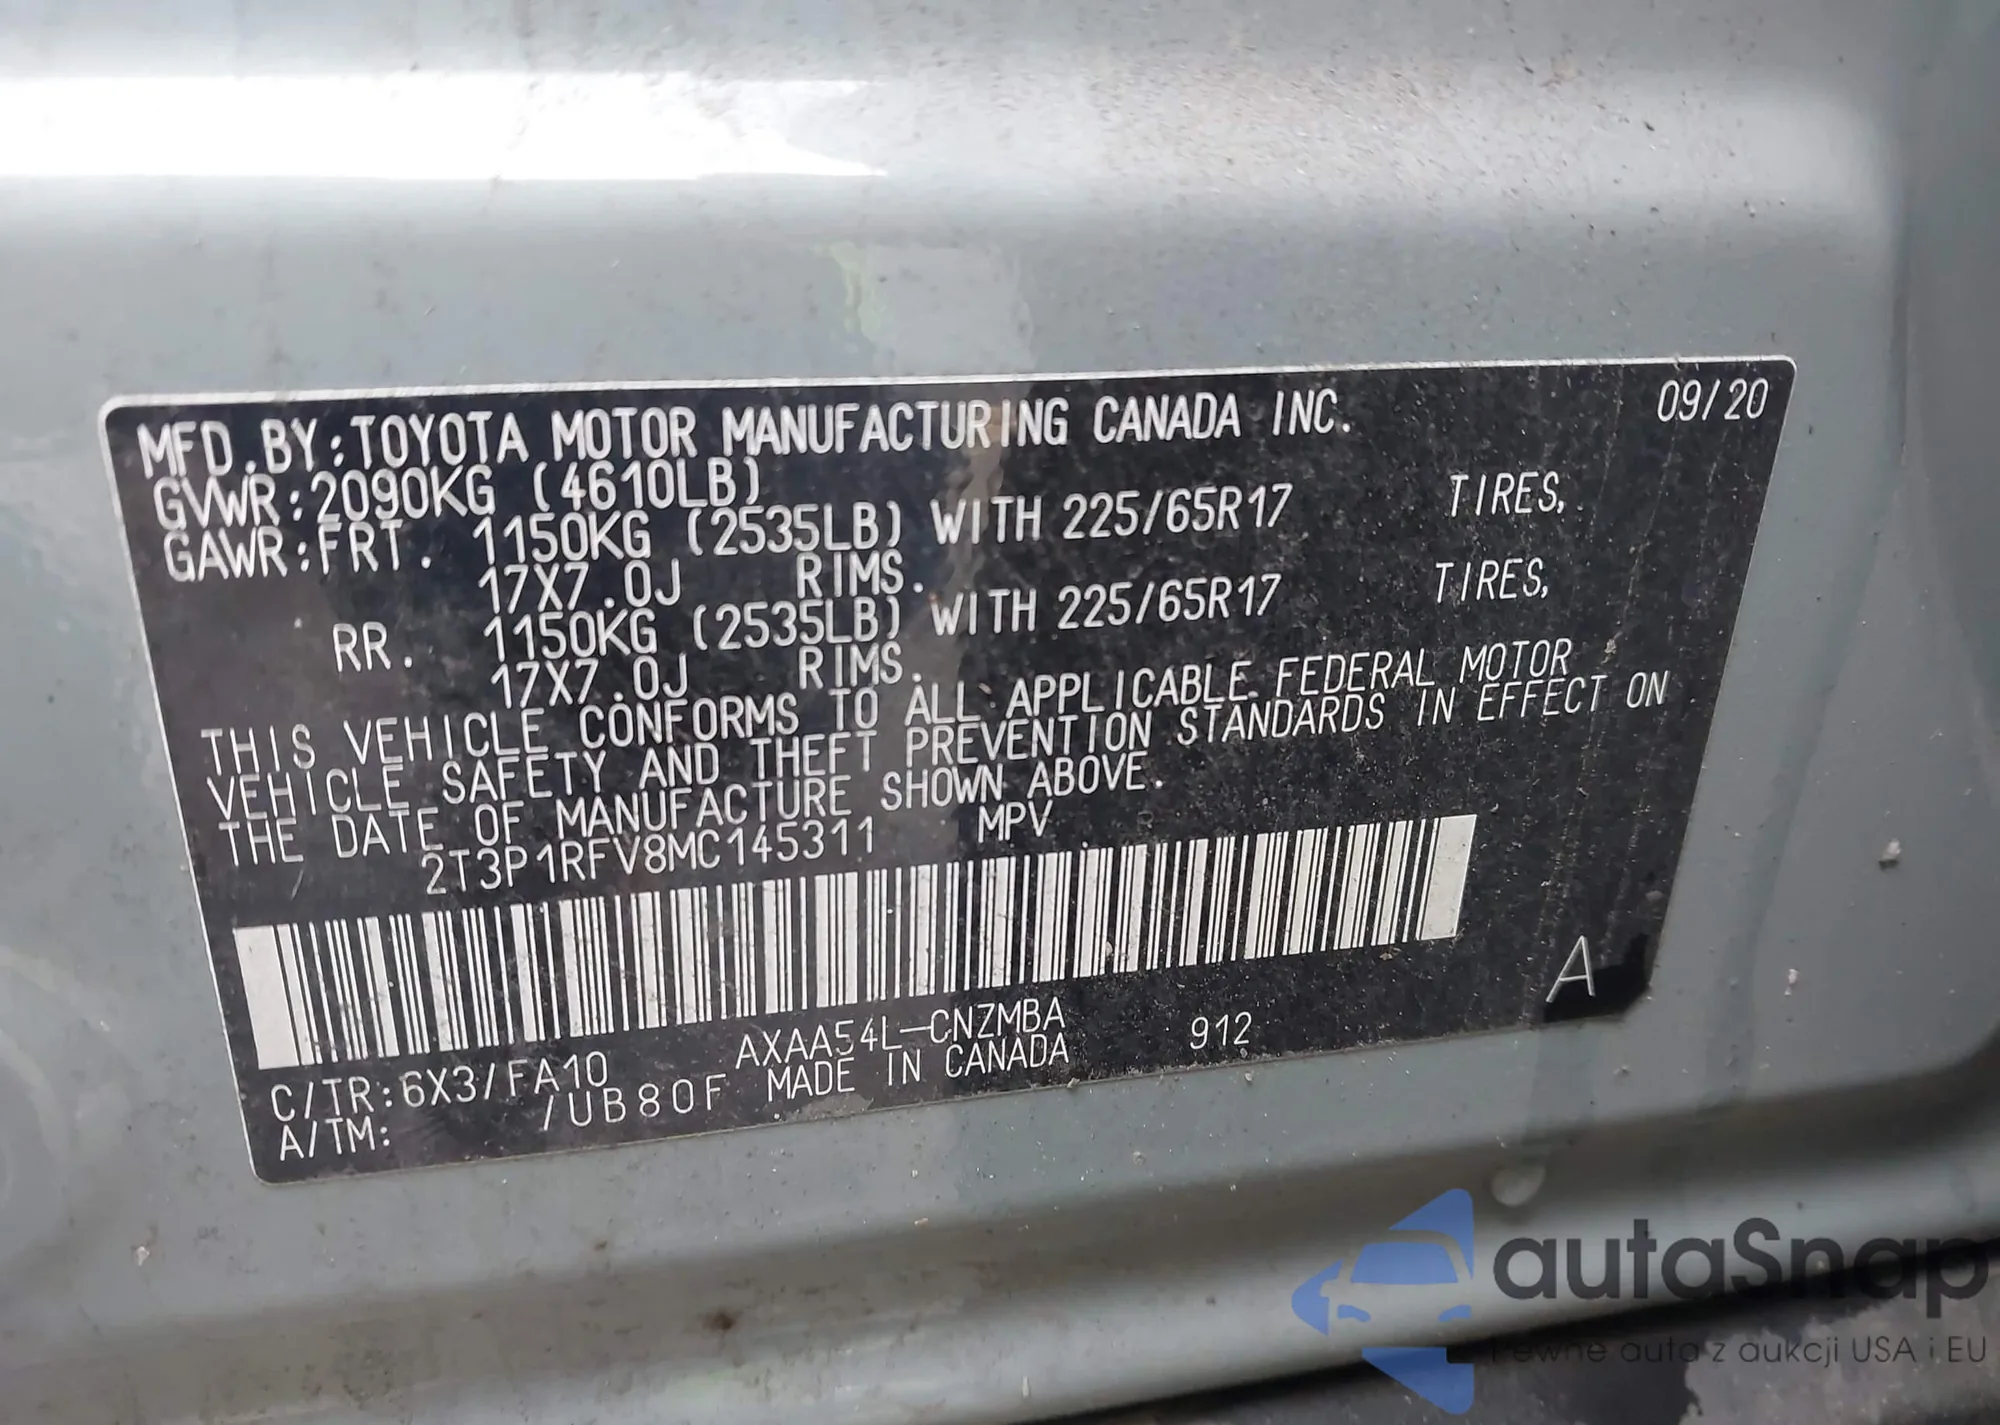 09/20
MFD.BY:TOYOTA MOTOR MANUFACTURING CANADA INC.
GVWR:2090KG (4610LB)
GAWR:FRT. 1150KG (2535LB) WITH 225/65R17 TIRES,
17X7.0J RIMS.
RR. 1150KG (2535LB) WITH 225/65R17 TIRES,
17X7.0J RIMS.
THIS VEHICLE CONFORMS TO ALL APPLICABLE FEDERAL MOTOR
VEHICLE SAFETY AND THEFT PREVENTION STANDARDS IN EFFECT ON
THE DATE OF MANUFACTURE SHOWN ABOVE.
2T3P1RFV8MC145311 MPV
A
C/TR:6X3/FA10 AXAA54L-CNZMBA 912
A/TM: /UB80F MADE IN CANADA
autoSnap
Pewne auta z aukcji USA i EU